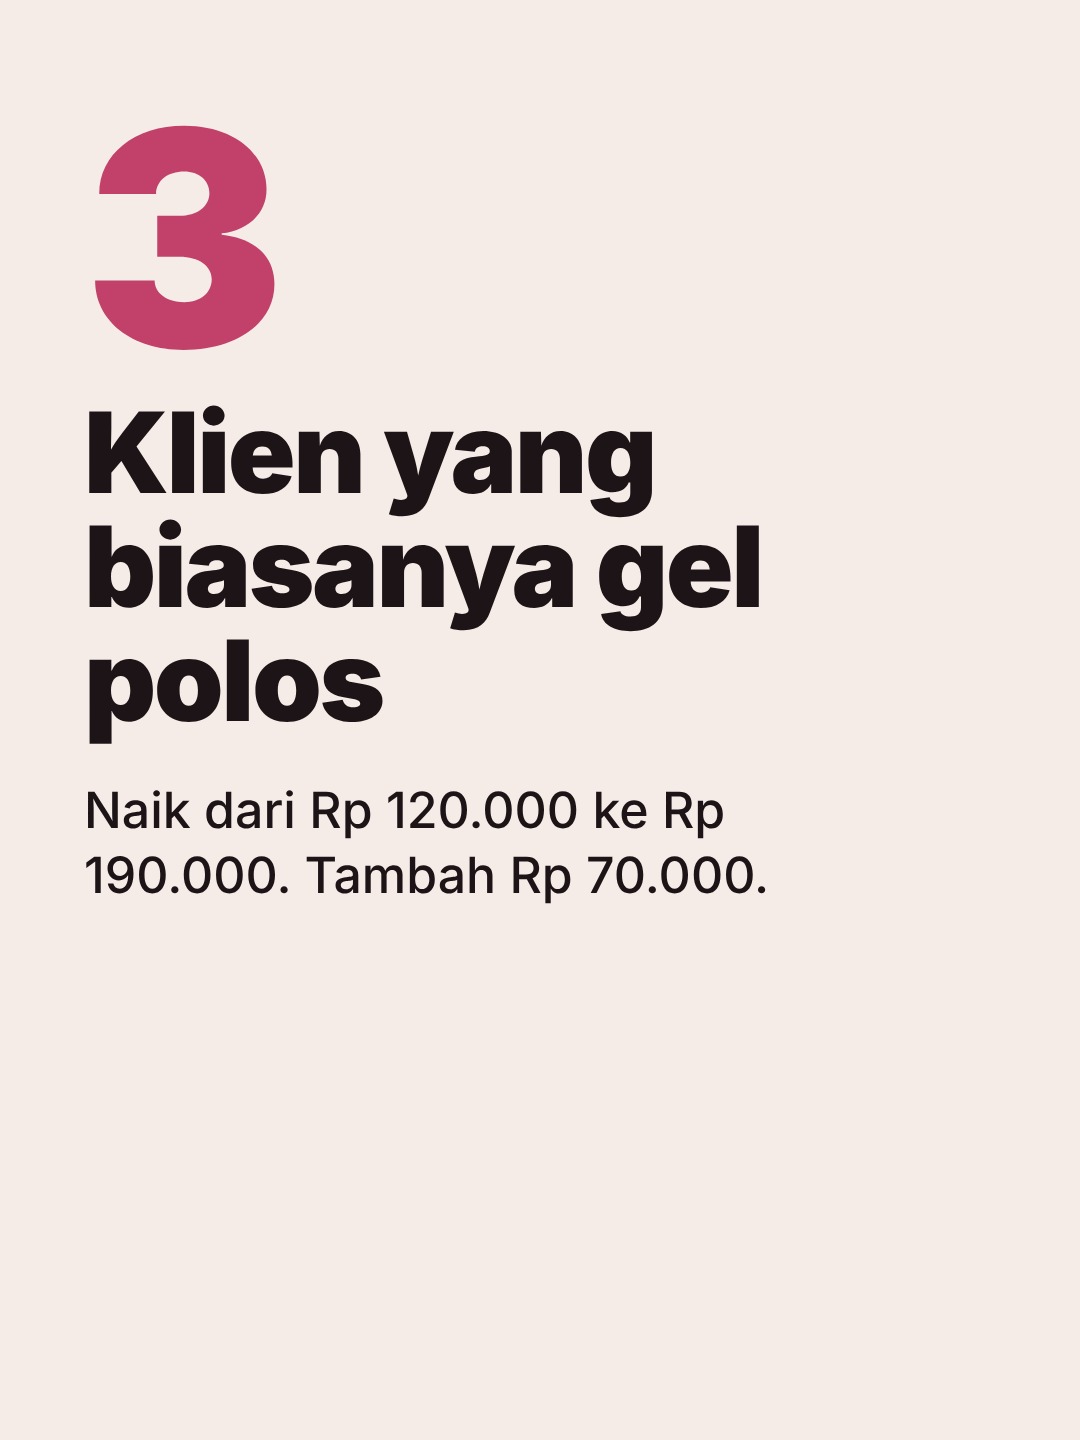 3
Klien yang
biasanya gel
polos
Naik dari Rp 120.000 ke Rp
190.000. Tambah Rp 70.000.